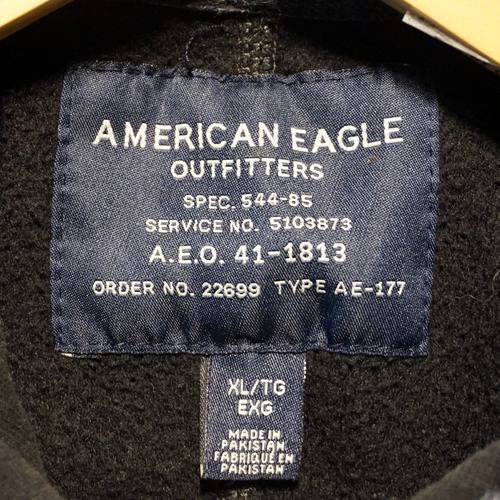 AMERICAN EAGLE
OUTFITTERS
SPEC. 544-85
SERVICE NO. 5103873
A.E.O. 41-1813
ORDER NO. 22699 TYPE AE-177
XL/TG
EXG
MADE IN
PAKISTAN
FABRIQUÉ EN
PAKISTAN